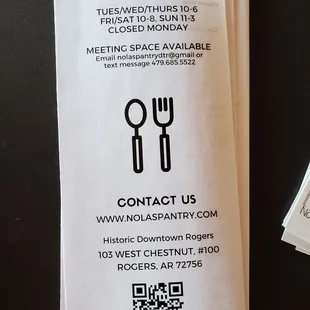 TUES/WED/THURS 10-6
FRI/SAT 10-8, SUN 11-3
CLOSED MONDAY
MEETING SPACE AVAILABLE
Email nolaspantrydtr@gmail or
text message 479.685.5522
CONTACT US
WWW.NOLASPANTRY.COM
Historic Downtown Rogers
103 WEST CHESTNUT, #100
ROGERS, AR 72756